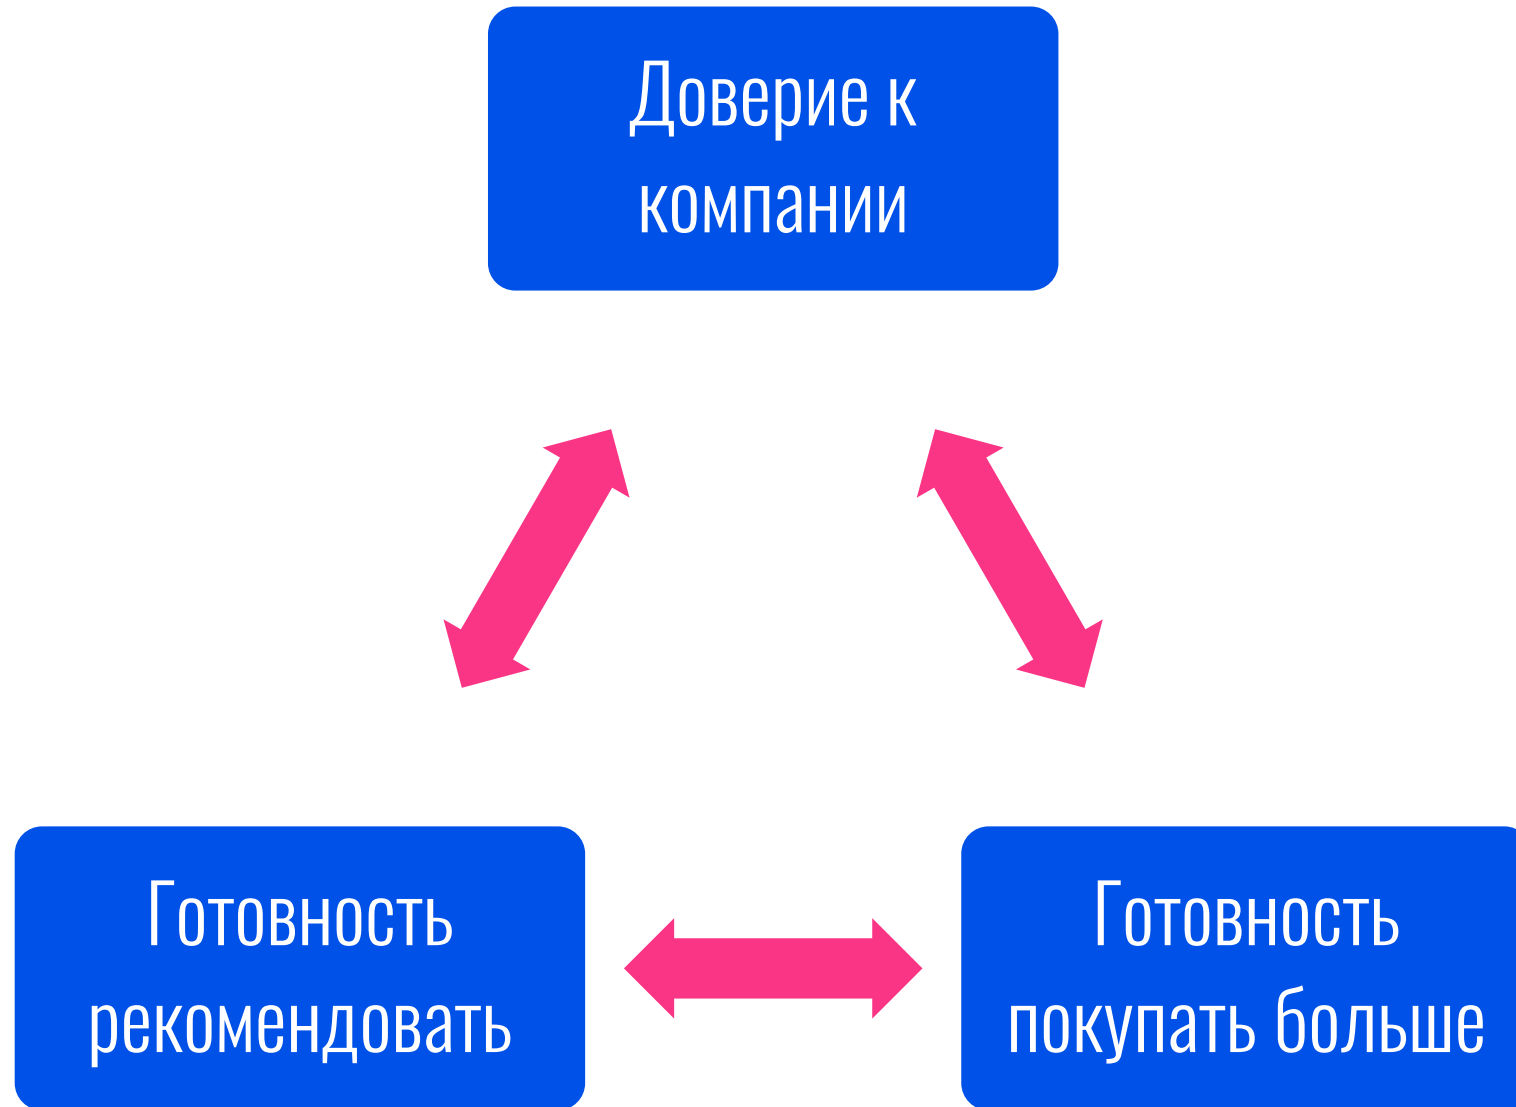 Доверие к
компании
Готовность
рекомендовать
Готовность
покупать больше